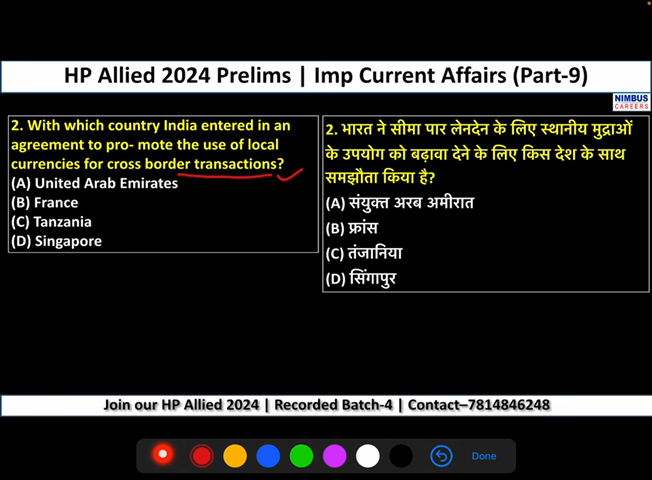 HP Allied 2024 Prelims | Imp Current Affairs (Part-9)
NIMBUS
CAREERS
2. With which country India entered in an
agreement to pro- mote the use of local
currencies for cross border transactions?
(A) United Arab Emirates
(B) France
(C) Tanzania
(D) Singapore
2. भारत ने सीमा पार लेनदेन के लिए स्थानीय मुद्राओं
के उपयोग को बढ़ावा देने के लिए किस देश के साथ
समझौता किया है?
(A) संयुक्त अरब अमीरात
(B) फ्रांस
(C) तंजानिया
(D) सिंगापुर
Join our HP Allied 2024 | Recorded Batch-4 | Contact–7814846248
Done